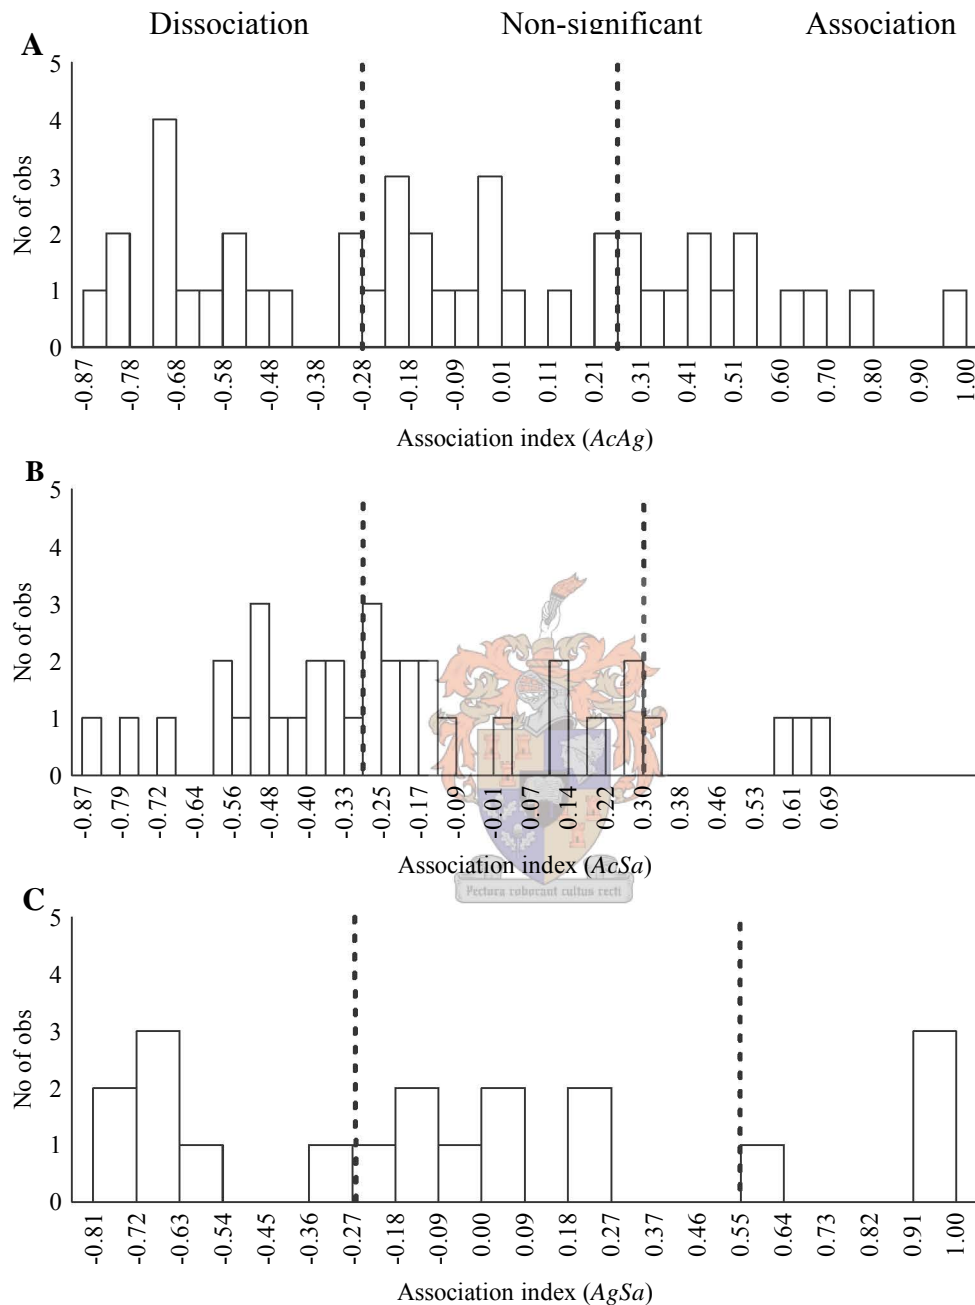 Dissociation Non-significant Association
A
5
4
3
2
1
0
No of obs
-0.87 -0.78 -0.68 -0.58 -0.48 -0.38 -0.28 -0.18 -0.09 0.01 0.11 0.21 0.31 0.41 0.51 0.60 0.70 0.80 0.90 1.00
Association index (AcAg)
B
5
4
3
2
1
0
No of obs
-0.87 -0.79 -0.72 -0.64 -0.56 -0.48 -0.40 -0.33 -0.25 -0.17 -0.09 -0.01 0.07 0.14 0.22 0.30 0.38 0.46 0.53 0.61 0.69
Association index (AcSa)
Pectora roborant cultus recti
C
5
4
3
2
1
0
No of obs
-0.81 -0.72 -0.63 -0.54 -0.45 -0.36 -0.27 -0.18 -0.09 0.00 0.09 0.18 0.27 0.37 0.46 0.55 0.64 0.73 0.82 0.91 1.00
Association index (AgSa)